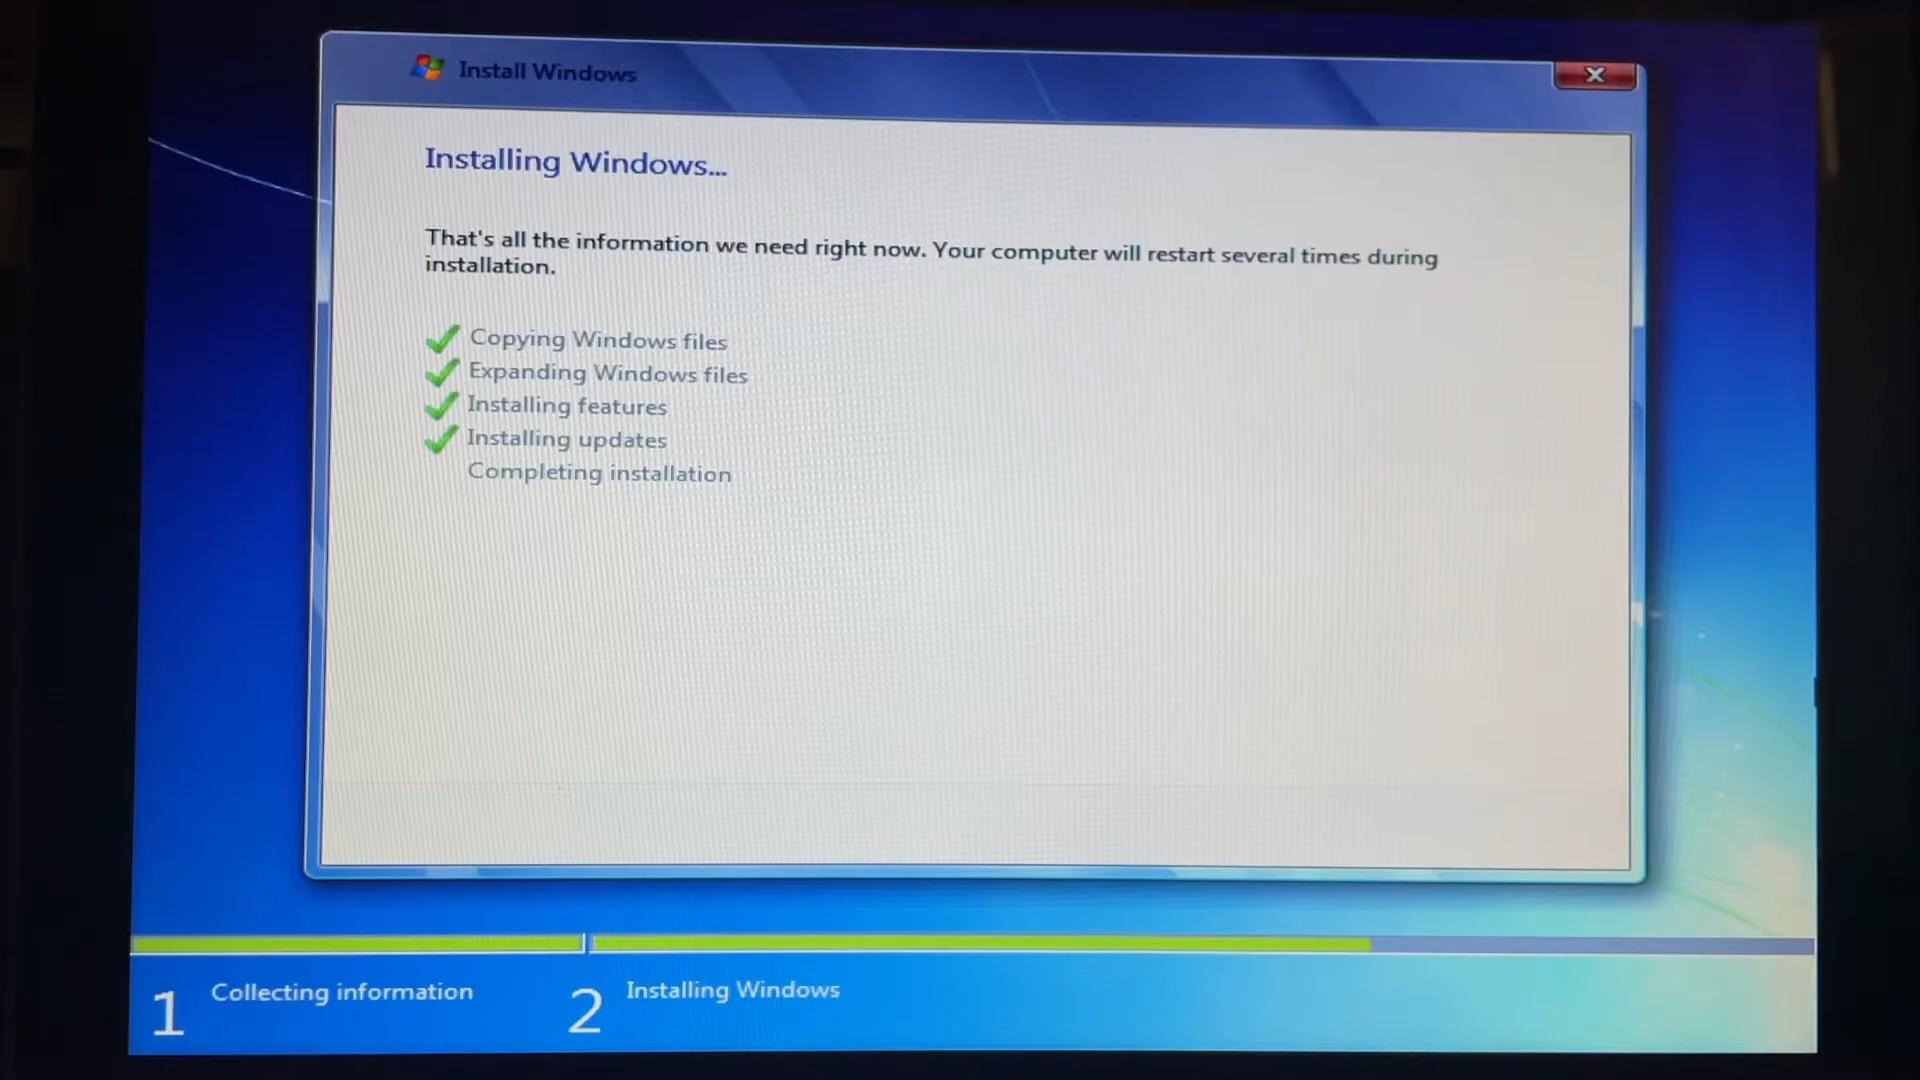 Install Windows
Installing Windows...
That's all the information we need right now. Your computer will restart several times during
installation.
Copying Windows files
Expanding Windows files
Installing features
Installing updates
Completing installation
1 Collecting information
2 Installing Windows